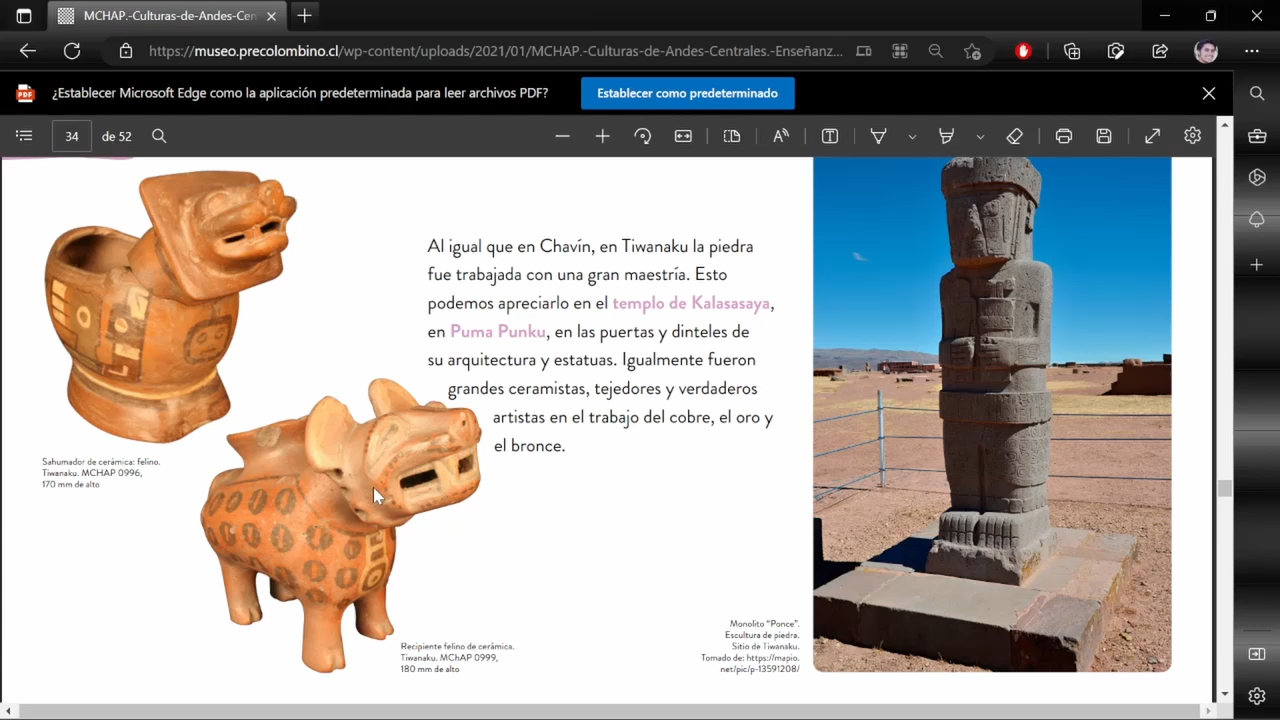 MCHAP.-Culturas-de-Andes-Cen
https://museo.precolombino.cl/wp-content/uploads/2021/01/MCHAP.-Culturas-de-Andes-Centrales.-Enseñanz...
PDF
¿Establecer Microsoft Edge como la aplicación predeterminada para leer archivos PDF?
Establecer como predeterminado
34
de 52
Al igual que en Chavín, en Tiwanaku la piedra
fue trabajada con una gran maestría. Esto
podemos apreciarlo en el templo de Kalasasaya,
en Puma Punku, en las puertas y dinteles de
su arquitectura y estatuas. Igualmente fueron
grandes ceramistas, tejedores y verdaderos
artistas en el trabajo del cobre, el oro y
el bronce.
Sahumador de cerámica: felino.
Tiwanaku. MCHAP 0996,
170 mm de alto
Recipiente felino de cerámica.
Tiwanaku. MChAP 0999,
180 mm de alto
Monolito “Ponce”.
Escultura de piedra.
Sitio de Tiwanaku.
Tomado de: https://mapio.
net/pic/p-13591208/